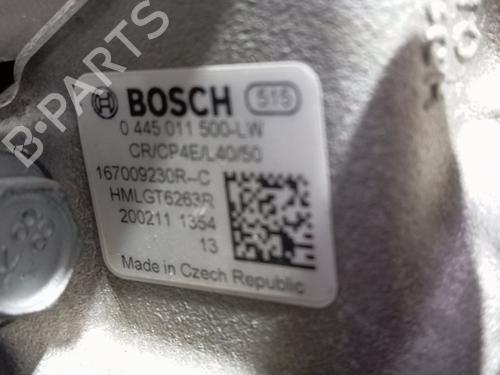 B-PARTS
BOSCH 515
0 445 011 500-LW
CR/CP4E/L40/50
167009230R--C
HMLGT6263R
200211 1354
13
Made in Czech Republic